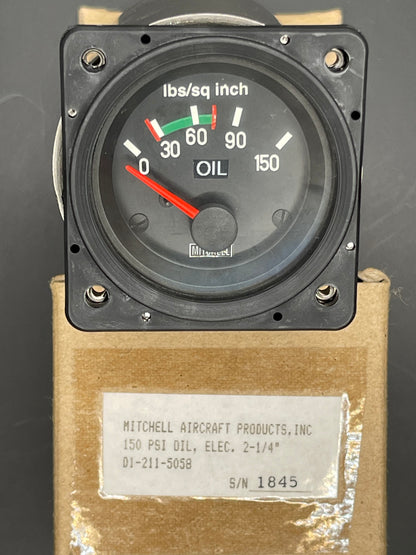 lbs/sq inch
0 30 60 90 150
OIL
MITCHELL
MITCHELL AIRCRAFT PRODUCTS, INC
150 PSI OIL, ELEC. 2-1/4"
D1-211-5058
S/N 1845